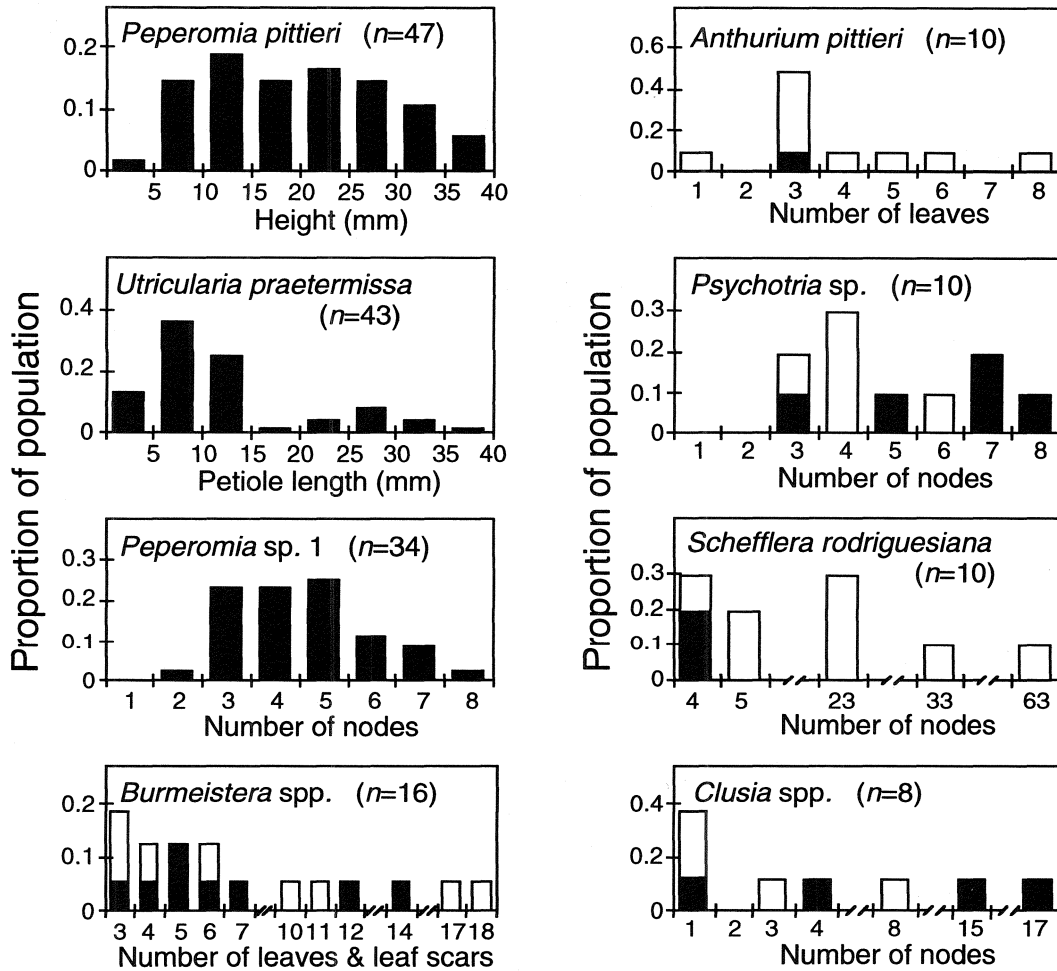 Proportion of population
Peperomia pittieri (n=47)
0.2
0.1
0
5 10 15 20 25 30 35 40
Height (mm)
Utricularia praetermissa
(n=43)
0.4
0.2
0
5 10 15 20 25 30 35 40
Petiole length (mm)
Peperomia sp. 1 (n=34)
0.3
0.2
0.1
0
1 2 3 4 5 6 7 8
Number of nodes
Burmeistera spp. (n=16)
0.2
0.1
0
3 4 5 6 7 10 11 12 14 17 18
Number of leaves & leaf scars
Proportion of population
Anthurium pittieri (n=10)
0.6
0.4
0.2
0
1 2 3 4 5 6 7 8
Number of leaves
Psychotria sp. (n=10)
0.3
0.2
0.1
0
1 2 3 4 5 6 7 8
Number of nodes
Schefflera rodriguesiana
(n=10)
0.3
0.2
0.1
0
4 5 23 33 63
Number of nodes
Clusia spp. (n=8)
0.4
0.2
0
1 2 3 4 8 15 17
Number of nodes